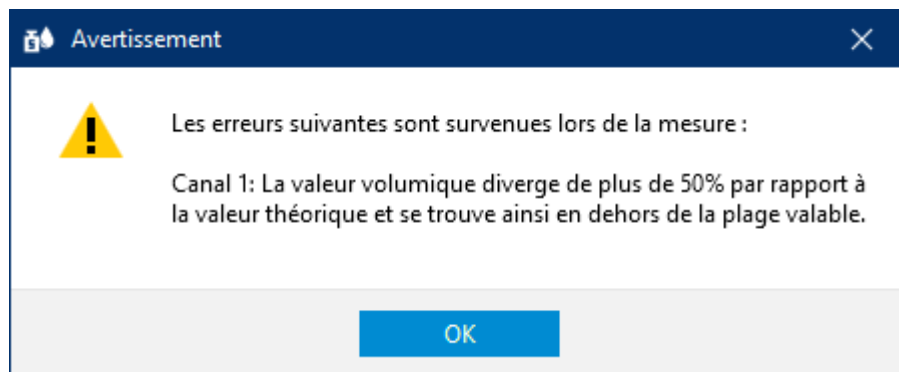 Avertissement
Les erreurs suivantes sont survenues lors de la mesure :
Canal 1: La valeur volumique diverge de plus de 50% par rapport à
la valeur théorique et se trouve ainsi en dehors de la plage valable.
OK